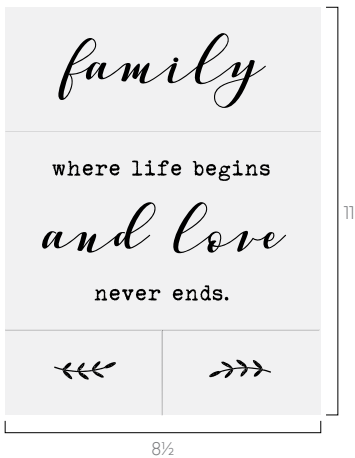 family
where life begins
and love
never ends.
11
8½